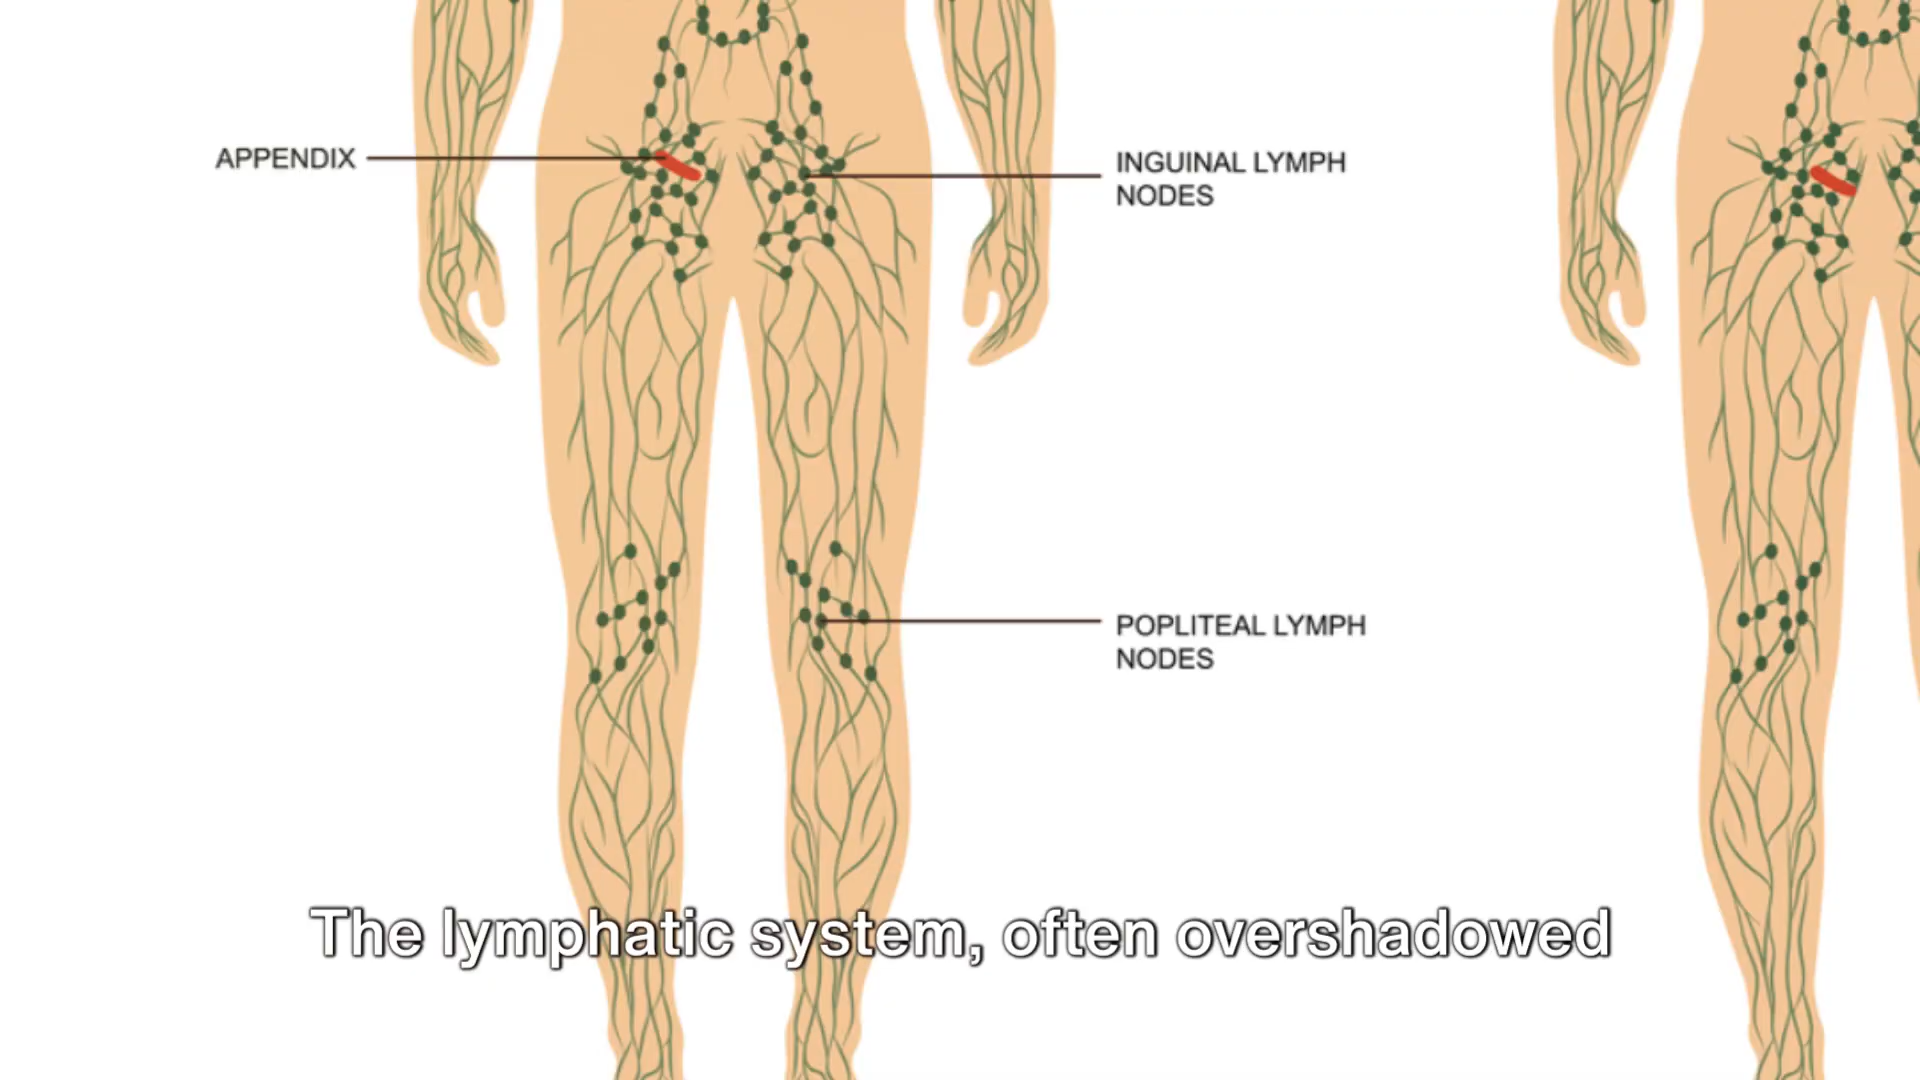 APPENDIX
INGUINAL LYMPH
NODES
POPLITEAL LYMPH
NODES
The lymphatic system, often overshadowed